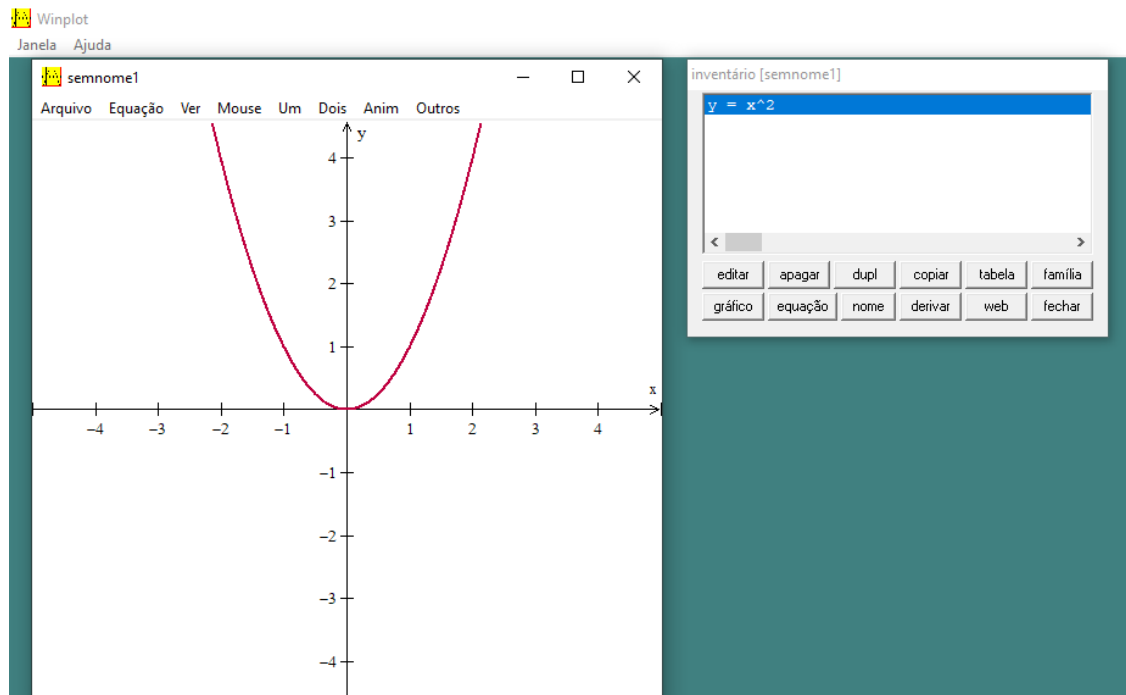 Winplot
Janela Ajuda
semnome1
Arquivo Equação Ver Mouse Um Dois Anim Outros
y
4
3
2
1
x
−4 −3 −2 −1 1 2 3 4
−1
−2
−3
−4
inventário [semnome1]
y = x^2
editar apagar dupl copiar tabela família
gráfico equação nome derivar web fechar